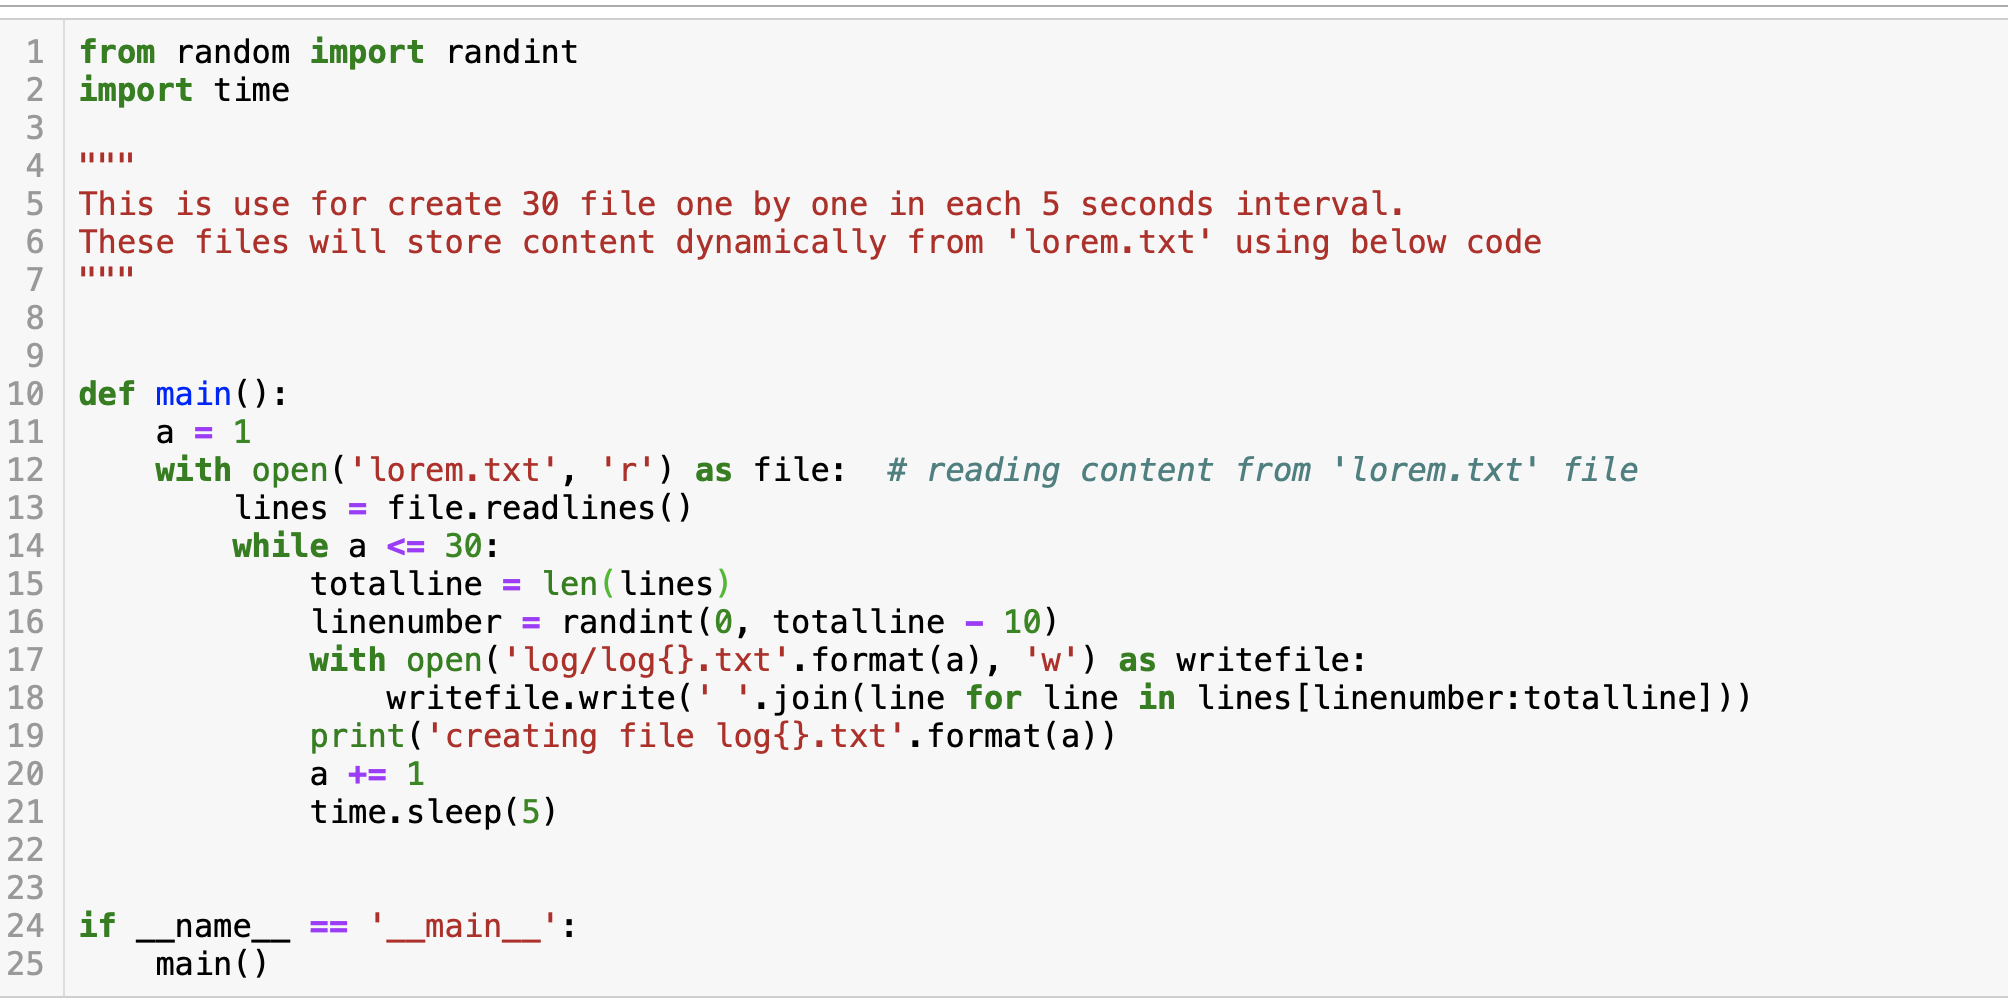 1 from random import randint
2 import time
3
4 """
5 This is use for create 30 file one by one in each 5 seconds interval.
6 These files will store content dynamically from 'lorem.txt' using below code
7 """
8
9
10 def main():
11     a = 1
12     with open('lorem.txt', 'r') as file:  # reading content from 'lorem.txt' file
13         lines = file.readlines()
14         while a <= 30:
15             totalline = len(lines)
16             linenumber = randint(0, totalline - 10)
17             with open('log/log{}.txt'.format(a), 'w') as writefile:
18                 writefile.write(' '.join(line for line in lines[linenumber:totalline]))
19             print('creating file log{}.txt'.format(a))
20             a += 1
21             time.sleep(5)
22
23
24 if __name__ == '__main__':
25     main()